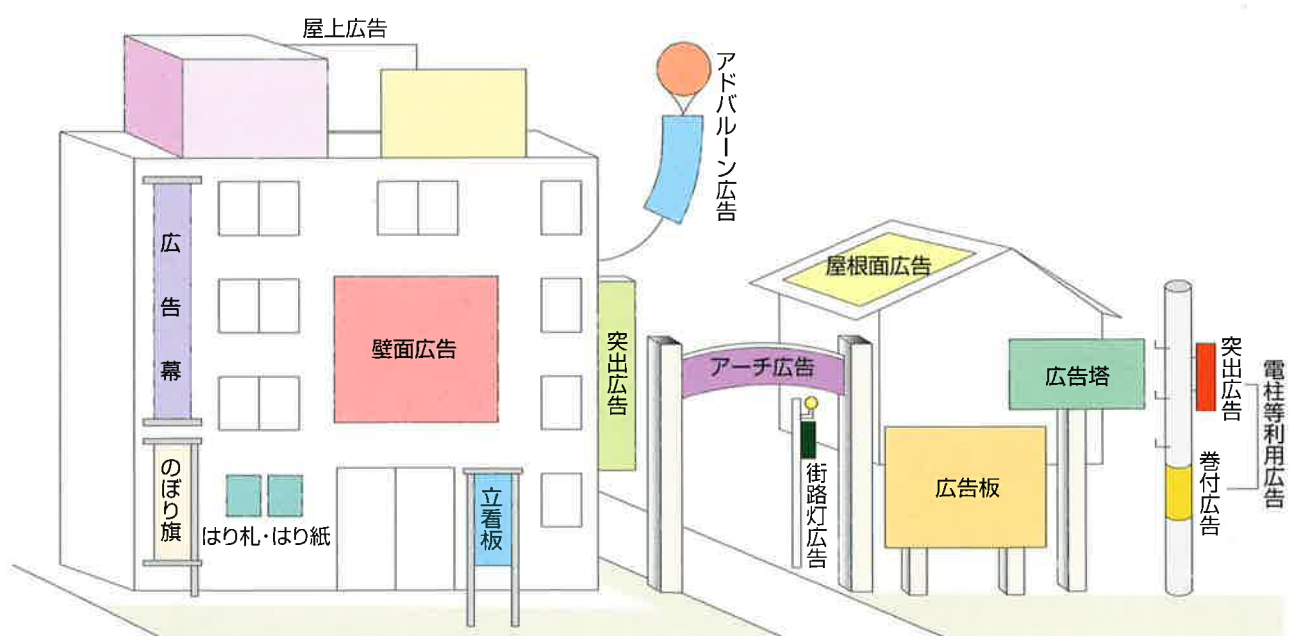 屋上広告
アドバルーン広告
広告幕
壁面広告
突出広告
のぼり旗
はり札・はり紙
立看板
アーチ広告
街路灯広告
屋根面広告
広告塔
広告板
突出広告
巻付広告
電柱等利用広告